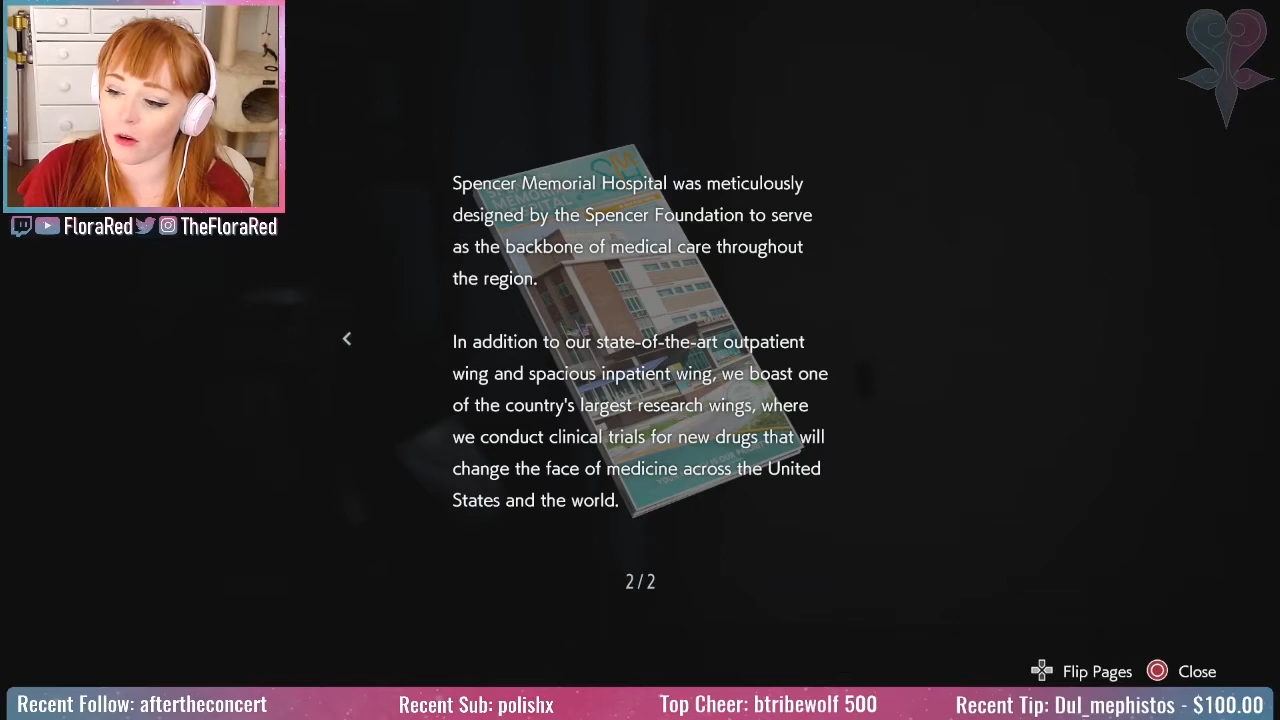 FloraRed TheFloraRed
Spencer Memorial Hospital was meticulously
designed by the Spencer Foundation to serve
as the backbone of medical care throughout
the region.
In addition to our state-of-the-art outpatient
wing and spacious inpatient wing, we boast one
of the country's largest research wings, where
we conduct clinical trials for new drugs that will
change the face of medicine across the United
States and the world.
2/2
Flip Pages Close
Recent Follow: aftertheconcert Recent Sub: polishx Top Cheer: btribewolf 500 Recent Tip: Dul_mephistos - $100.00